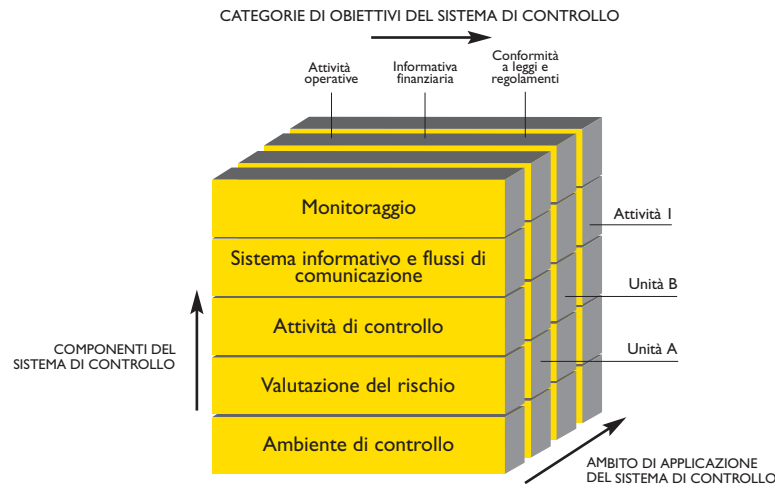 CATEGORIE DI OBIETTIVI DEL SISTEMA DI CONTROLLO
Attività
operative
Informativa
finanziaria
Conformità
a leggi e
regolamenti
Monitoraggio
Sistema informativo e flussi di
comunicazione
Attività di controllo
Valutazione del rischio
Ambiente di controllo
Attività 1
Unità B
Unità A
COMPONENTI DEL
SISTEMA DI CONTROLLO
AMBITO DI APPLICAZIONE
DEL SISTEMA DI CONTROLLO